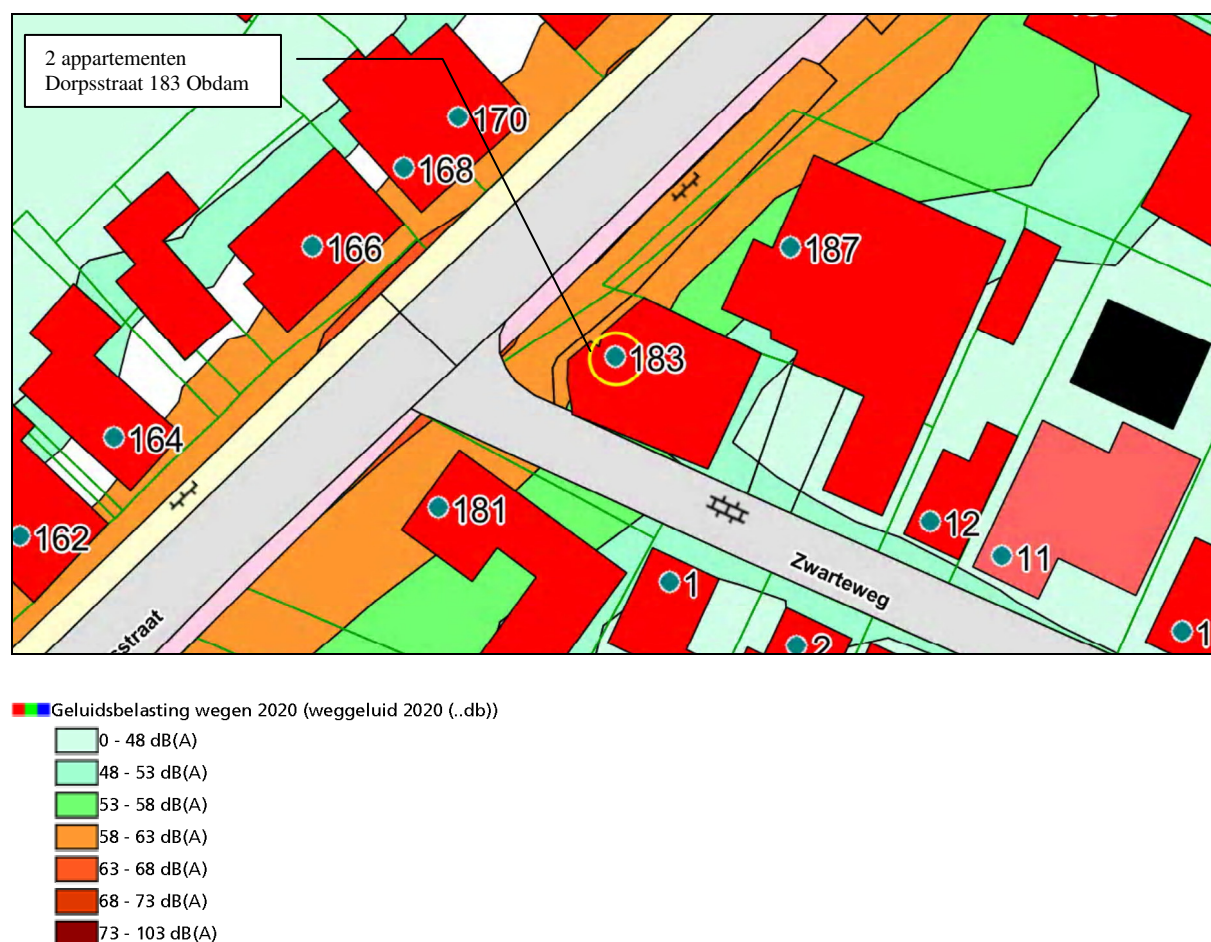 2 appartementen
Dorpsstraat 183 Obdam
170
168
166
187
183
164
181
162
12
11
1
Zwarteweg
2
1
sstraat
Geluidsbelasting wegen 2020 (weggeluid 2020 (..db))
0 - 48 dB(A)
48 - 53 dB(A)
53 - 58 dB(A)
58 - 63 dB(A)
63 - 68 dB(A)
68 - 73 dB(A)
73 - 103 dB(A)